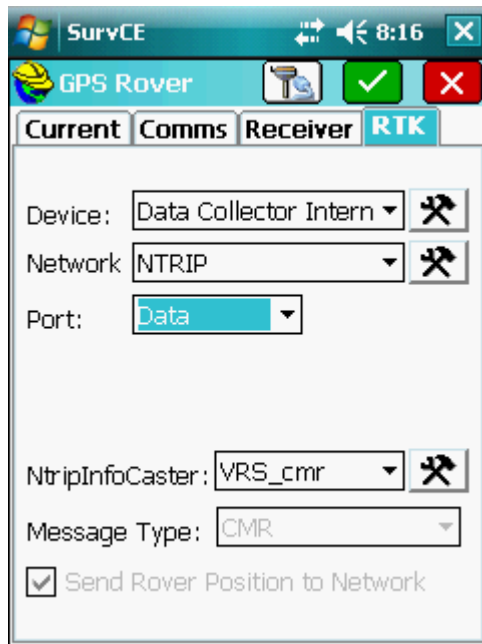 SurvCE 8:16
GPS Rover
Current Comms Receiver RTK
Device: Data Collector Intern
Network NTRIP
Port: Data
NtripInfoCaster: VRS_cmr
Message Type: CMR
Send Rover Position to Network